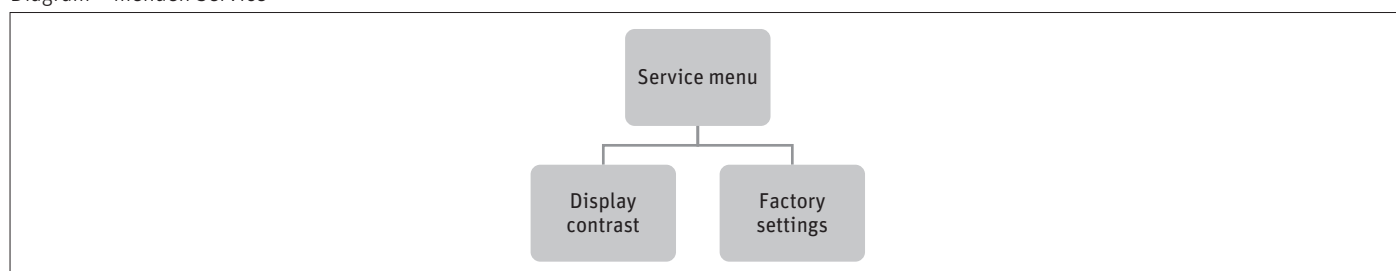 Service menu
Display
contrast
Factory
settings